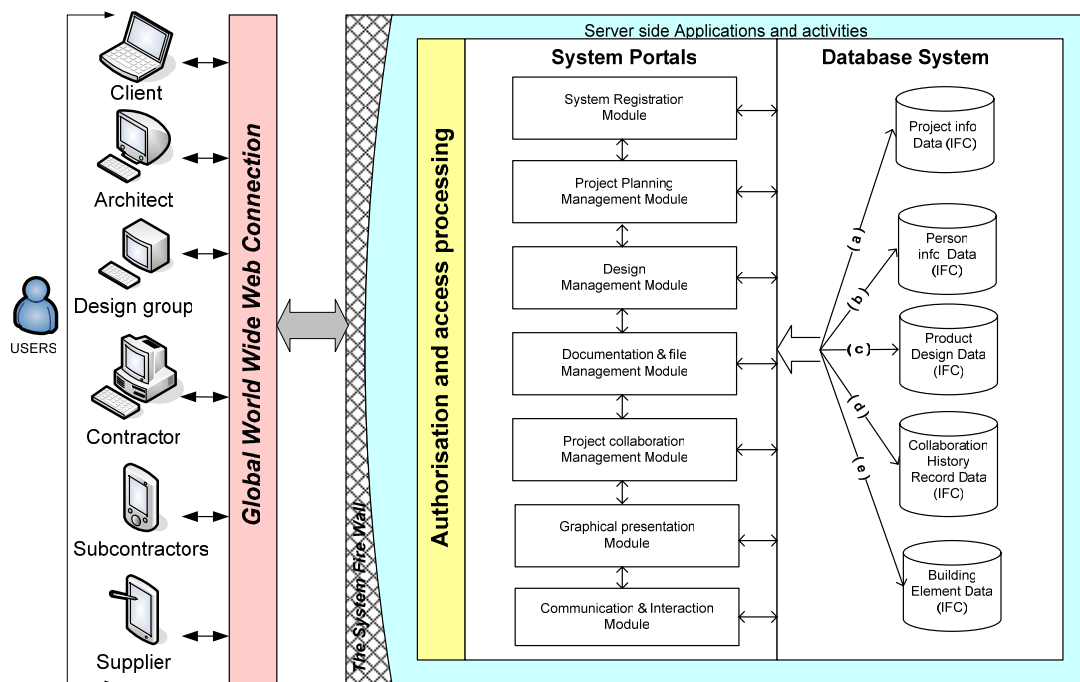 Server side Applications and activities
System Portals
Database System
Client
Architect
Design group
Contractor
Subcontractors
Supplier
USERS
Global World Wide Web Connection
The System Fire Wall
Authorisation and access processing
System Registration
Module
Project Planning
Management Module
Design
Management Module
Documentation & file
Management Module
Project collaboration
Management Module
Graphical presentation
Module
Communication & Interaction
Module
(a)
(b)
(c)
(d)
(e)
Project info
Data (IFC)
Person
info Data
(IFC)
Product
Design Data
(IFC)
Collaboration
History
Record Data
(IFC)
Building
Element Data
(IFC)